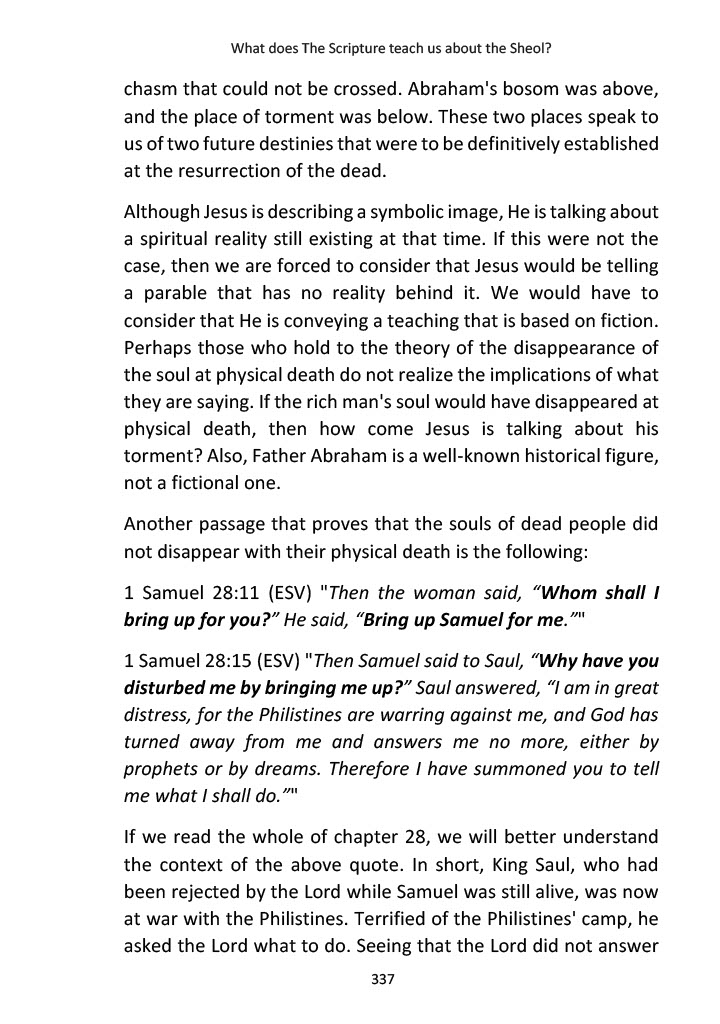 What does The Scripture teach us about the Sheol?
chasm that could not be crossed. Abraham's bosom was above,
and the place of torment was below. These two places speak to
us of two future destinies that were to be definitively established
at the resurrection of the dead.
Although Jesus is describing a symbolic image, He is talking about
a spiritual reality still existing at that time. If this were not the
case, then we are forced to consider that Jesus would be telling
a parable that has no reality behind it. We would have to
consider that He is conveying a teaching that is based on fiction.
Perhaps those who hold to the theory of the disappearance of
the soul at physical death do not realize the implications of what
they are saying. If the rich man's soul would have disappeared at
physical death, then how come Jesus is talking about his
torment? Also, Father Abraham is a well-known historical figure,
not a fictional one.
Another passage that proves that the souls of dead people did
not disappear with their physical death is the following:
1 Samuel 28:11 (ESV) "Then the woman said, “Whom shall I
bring up for you?” He said, “Bring up Samuel for me.”"
1 Samuel 28:15 (ESV) "Then Samuel said to Saul, “Why have you
disturbed me by bringing me up?” Saul answered, “I am in great
distress, for the Philistines are warring against me, and God has
turned away from me and answers me no more, either by
prophets or by dreams. Therefore I have summoned you to tell
me what I shall do.”"
If we read the whole of chapter 28, we will better understand
the context of the above quote. In short, King Saul, who had
been rejected by the Lord while Samuel was still alive, was now
at war with the Philistines. Terrified of the Philistines' camp, he
asked the Lord what to do. Seeing that the Lord did not answer
337